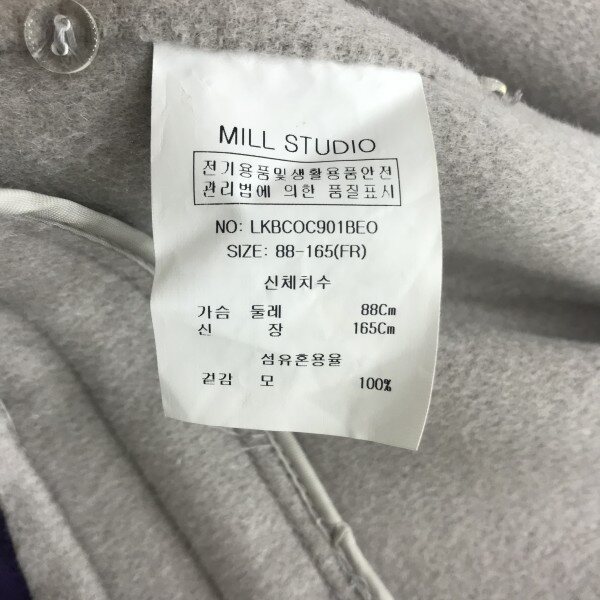 MILL STUDIO
전기용품및생활용품안전
관리법에 의한 품질표시
NO: LKBCOC901BEO
SIZE: 88-165(FR)
신체치수
가슴 둘레 88Cm
신 장 165Cm
섬유혼용율
겉감 모 100%